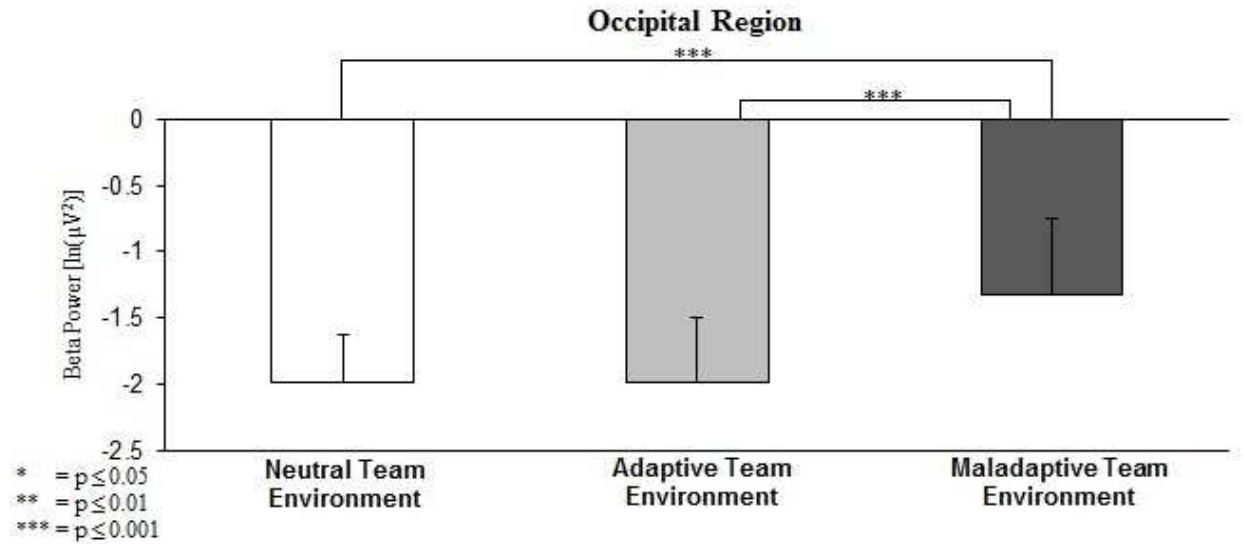 Occipital Region
***
***
Beta Power [ln(μV²)]
0
-0.5
-1
-1.5
-2
-2.5
Neutral Team
Environment
Adaptive Team
Environment
Maladaptive Team
Environment
* = p≤0.05
** = p≤0.01
*** = p≤0.001